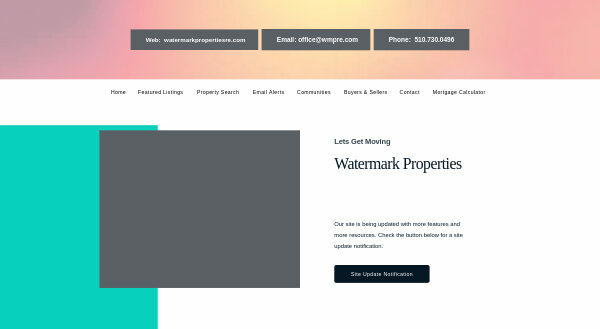 Web: watermarkpropertiesre.com Email: office@wmpre.com Phone: 510.730.0496
Home Featured Listings Property Search Email Alerts Communities Buyers & Sellers Contact Mortgage Calculator
Lets Get Moving
Watermark Properties
Our site is being updated with more features and
more resources. Check the button below for a site
update notification.
Site Update Notification